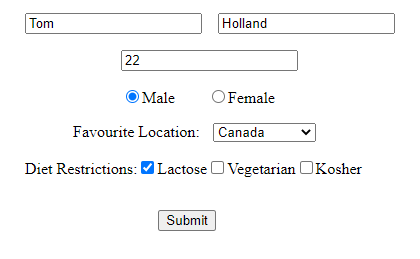 Tom Holland
22
Male Female
Favourite Location: Canada
Diet Restrictions: Lactose Vegetarian Kosher
Submit